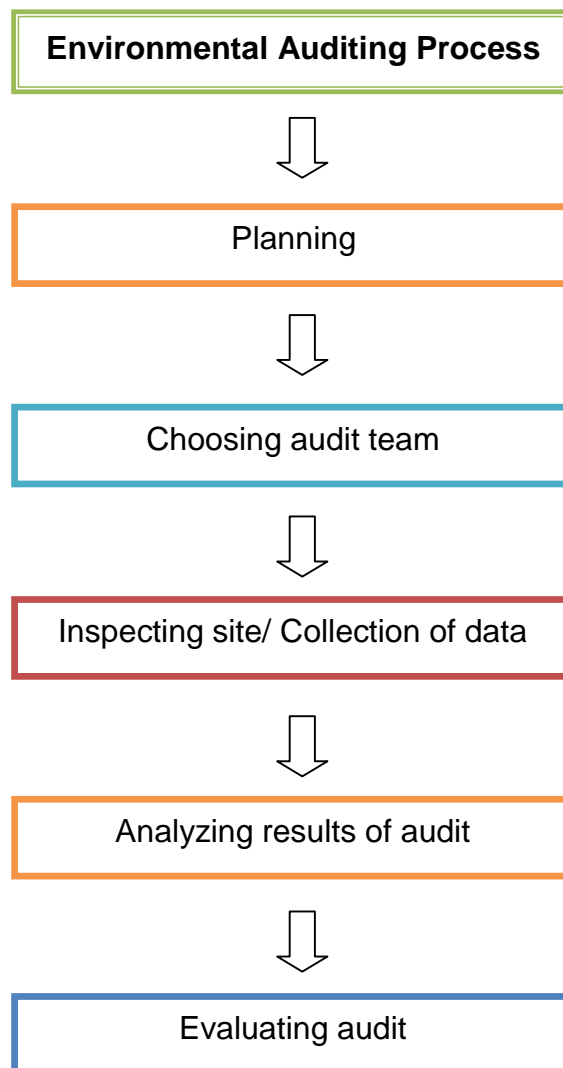 Environmental Auditing Process
Planning
Choosing audit team
Inspecting site/ Collection of data
Analyzing results of audit
Evaluating audit